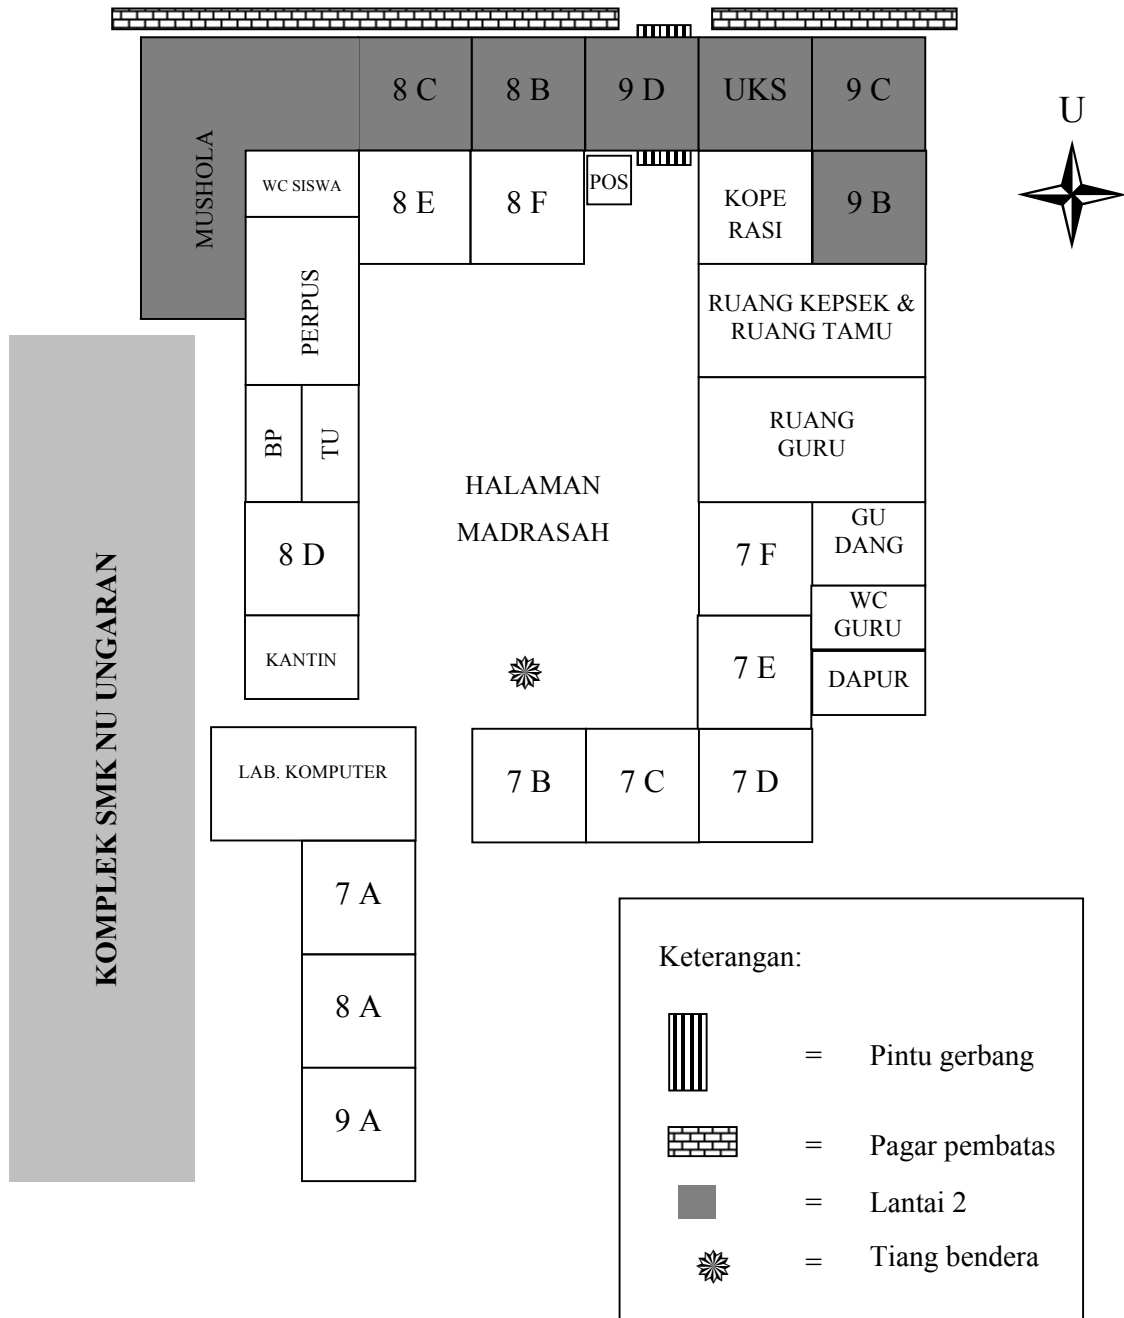 8 C
8 B
9 D
UKS
9 C
U
MUSHOLA
WC SISWA
8 E
8 F
POS
KOPE
RASI
9 B
PERPUS
RUANG KEPSEK &
RUANG TAMU
BP
TU
RUANG
GURU
HALAMAN
MADRASAH
8 D
7 F
GU
DANG
WC
GURU
KANTIN
7 E
DAPUR
KOMPLEK SMK NU UNGARAN
LAB. KOMPUTER
7 B
7 C
7 D
7 A
8 A
9 A
Keterangan:
= Pintu gerbang
= Pagar pembatas
= Lantai 2
= Tiang bendera